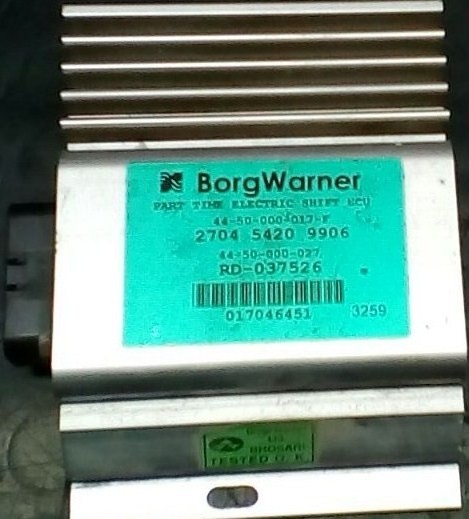 BorgWarner
PART TIME ELECTRIC SHIFT ECU
44-50-000-017-F
2704 5420 9906
44-50-000-027
RD-037526
017046451 3259
BHOSARI
TESTED O.K.